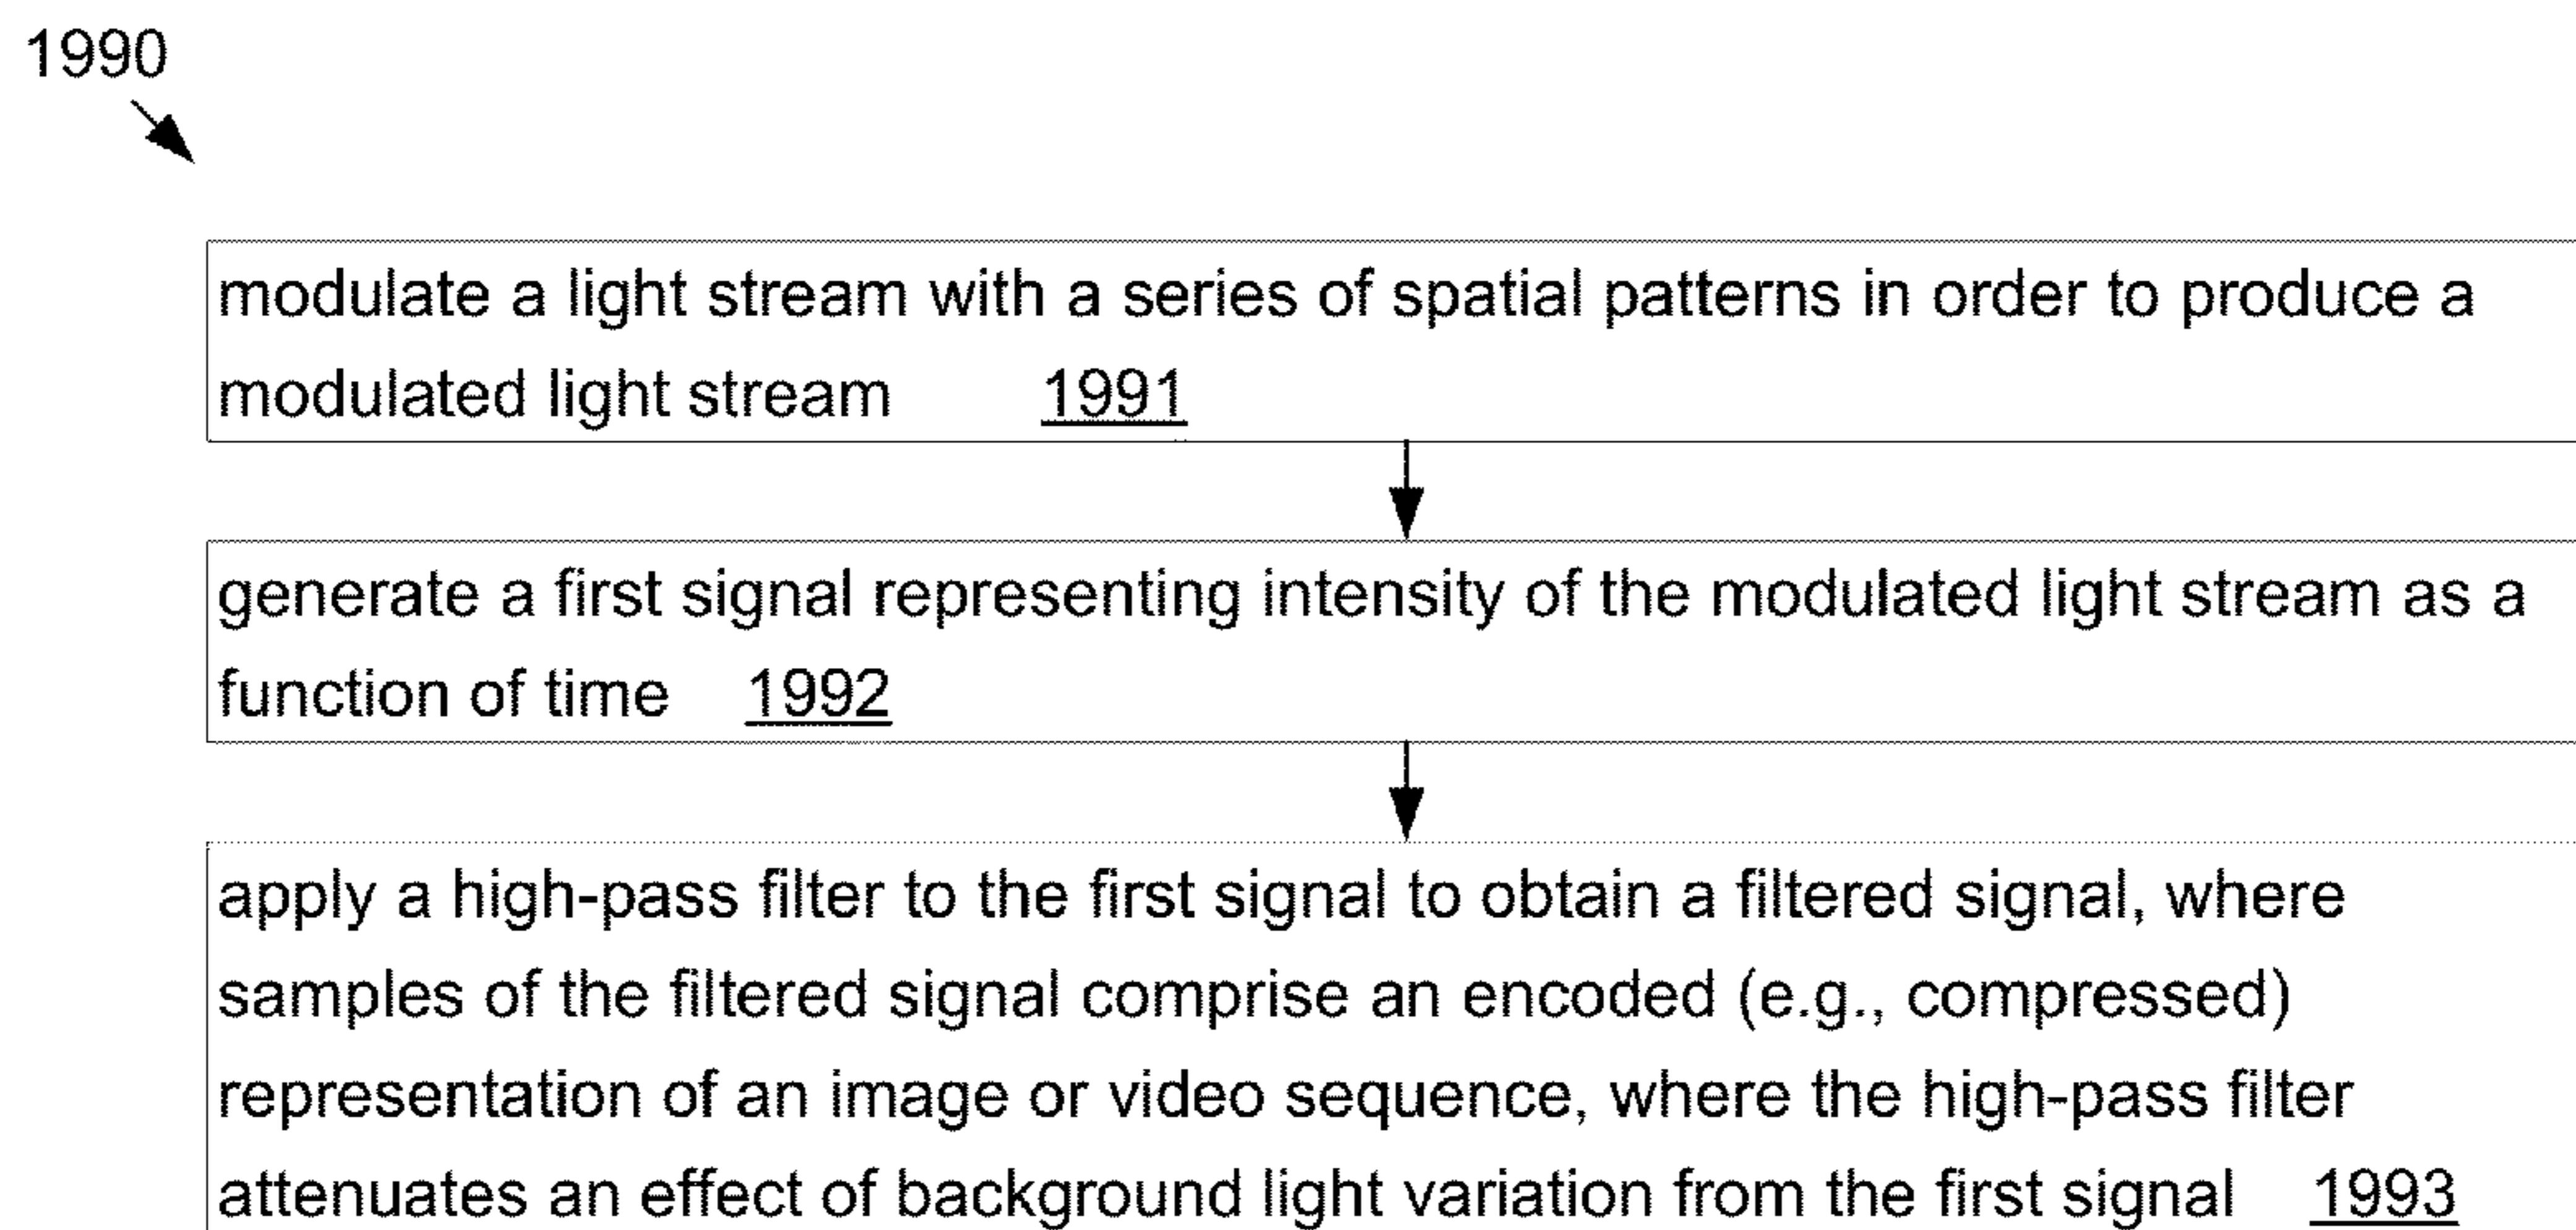 1990
modulate a light stream with a series of spatial patterns in order to produce a
modulated light stream 1991
generate a first signal representing intensity of the modulated light stream as a
function of time 1992
apply a high-pass filter to the first signal to obtain a filtered signal, where
samples of the filtered signal comprise an encoded (e.g., compressed)
representation of an image or video sequence, where the high-pass filter
attenuates an effect of background light variation from the first signal 1993